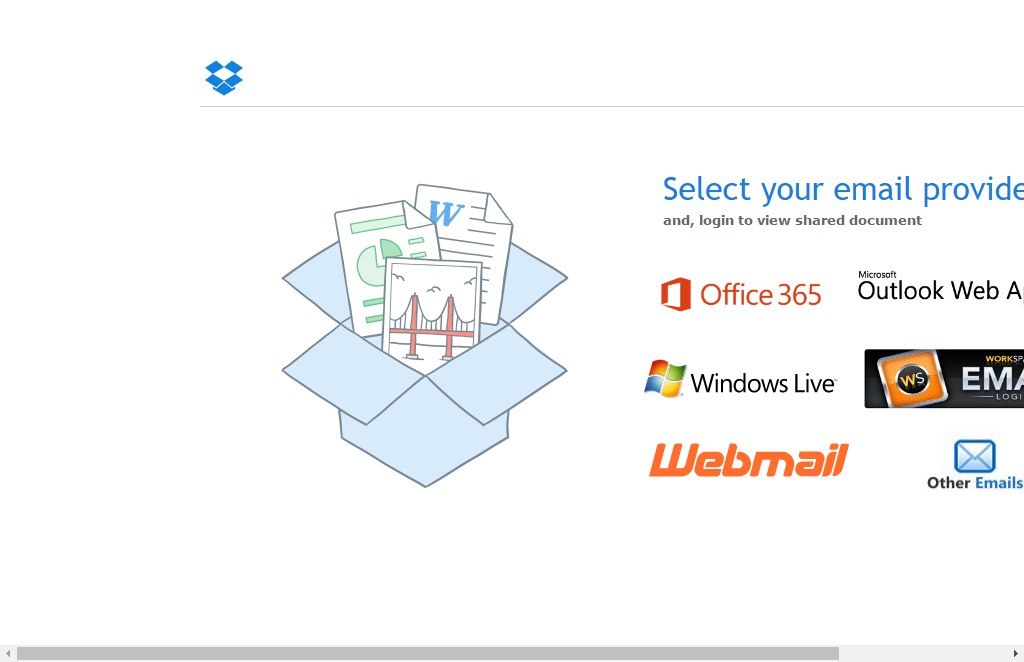 Select your email provide
and, login to view shared document
W
Office 365
Microsoft
Outlook Web Ap
Windows Live
WORKSPA
WS
EMA
LOGI
Webmail
Other Emails